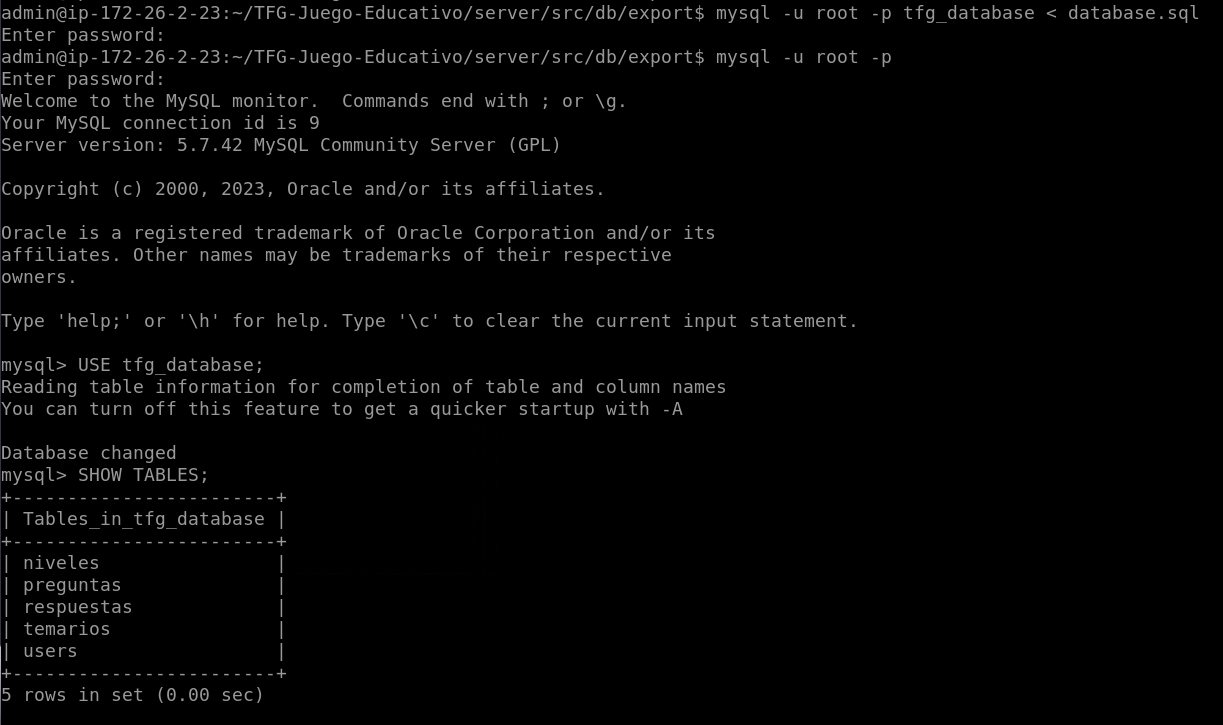 admin@ip-172-26-2-23:~/TFG-Juego-Educativo/server/src/db/export$ mysql -u root -p tfg_database < database.sql
Enter password:
admin@ip-172-26-2-23:~/TFG-Juego-Educativo/server/src/db/export$ mysql -u root -p
Enter password:
Welcome to the MySQL monitor.  Commands end with ; or \g.
Your MySQL connection id is 9
Server version: 5.7.42 MySQL Community Server (GPL)

Copyright (c) 2000, 2023, Oracle and/or its affiliates.

Oracle is a registered trademark of Oracle Corporation and/or its
affiliates. Other names may be trademarks of their respective
owners.

Type 'help;' or '\h' for help. Type '\c' to clear the current input statement.

mysql> USE tfg_database;
Reading table information for completion of table and column names
You can turn off this feature to get a quicker startup with -A

Database changed
mysql> SHOW TABLES;
+------------------------+
| Tables_in_tfg_database |
+------------------------+
| niveles                |
| preguntas              |
| respuestas             |
| temarios               |
| users                  |
+------------------------+
5 rows in set (0.00 sec)